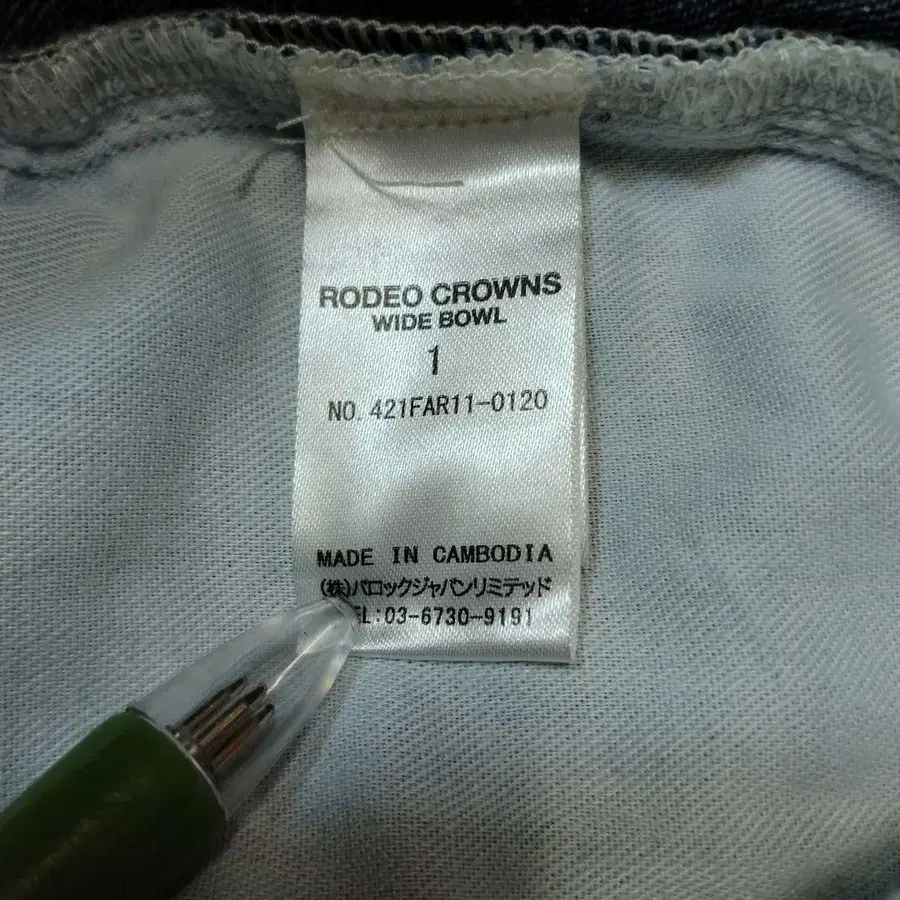 RODEO CROWNS
WIDE BOWL
1
NO. 421FAR11-0120
MADE IN CAMBODIA
(株)バロックジャパンリミテッド
EL:03-6730-9191